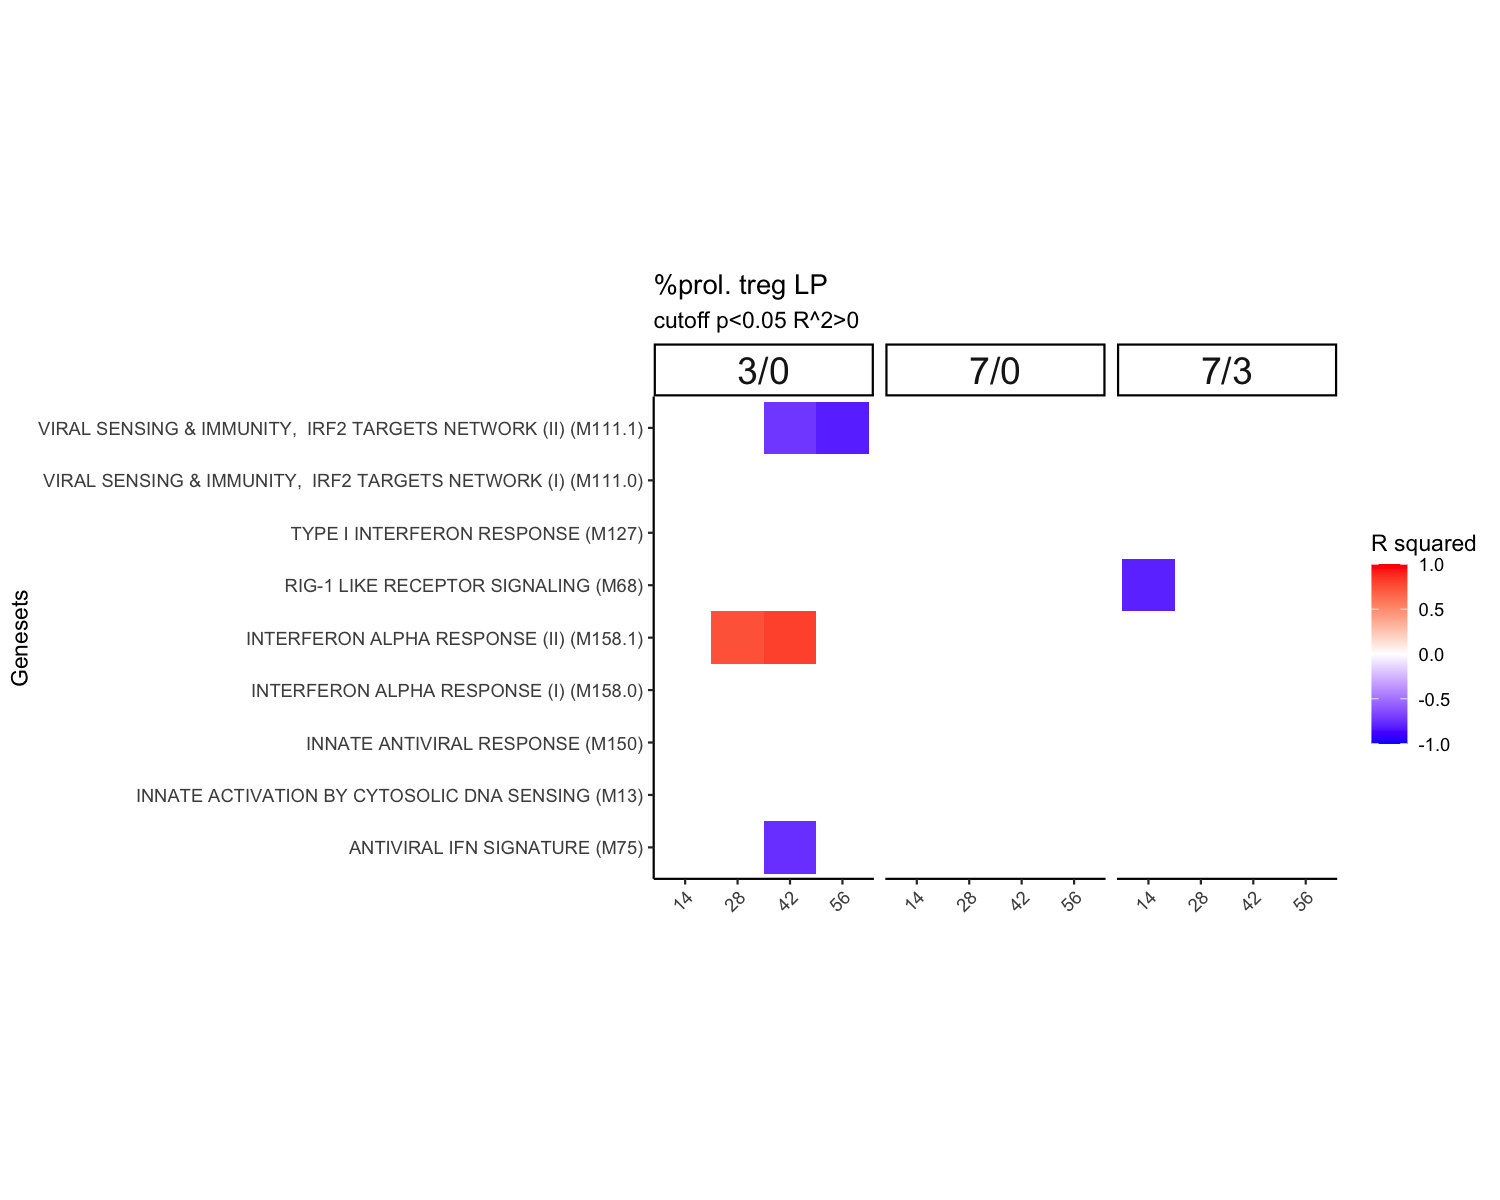 %prol. treg LP
cutoff p<0.05 R^2>0
3/0 7/0 7/3
VIRAL SENSING & IMMUNITY,  IRF2 TARGETS NETWORK (II) (M111.1)
VIRAL SENSING & IMMUNITY,  IRF2 TARGETS NETWORK (I) (M111.0)
TYPE I INTERFERON RESPONSE (M127)
RIG-1 LIKE RECEPTOR SIGNALING (M68)
INTERFERON ALPHA RESPONSE (II) (M158.1)
INTERFERON ALPHA RESPONSE (I) (M158.0)
INNATE ANTIVIRAL RESPONSE (M150)
INNATE ACTIVATION BY CYTOSOLIC DNA SENSING (M13)
ANTIVIRAL IFN SIGNATURE (M75)
Genesets
14 28 42 56 14 28 42 56 14 28 42 56
R squared
1.0
0.5
0.0
-0.5
-1.0